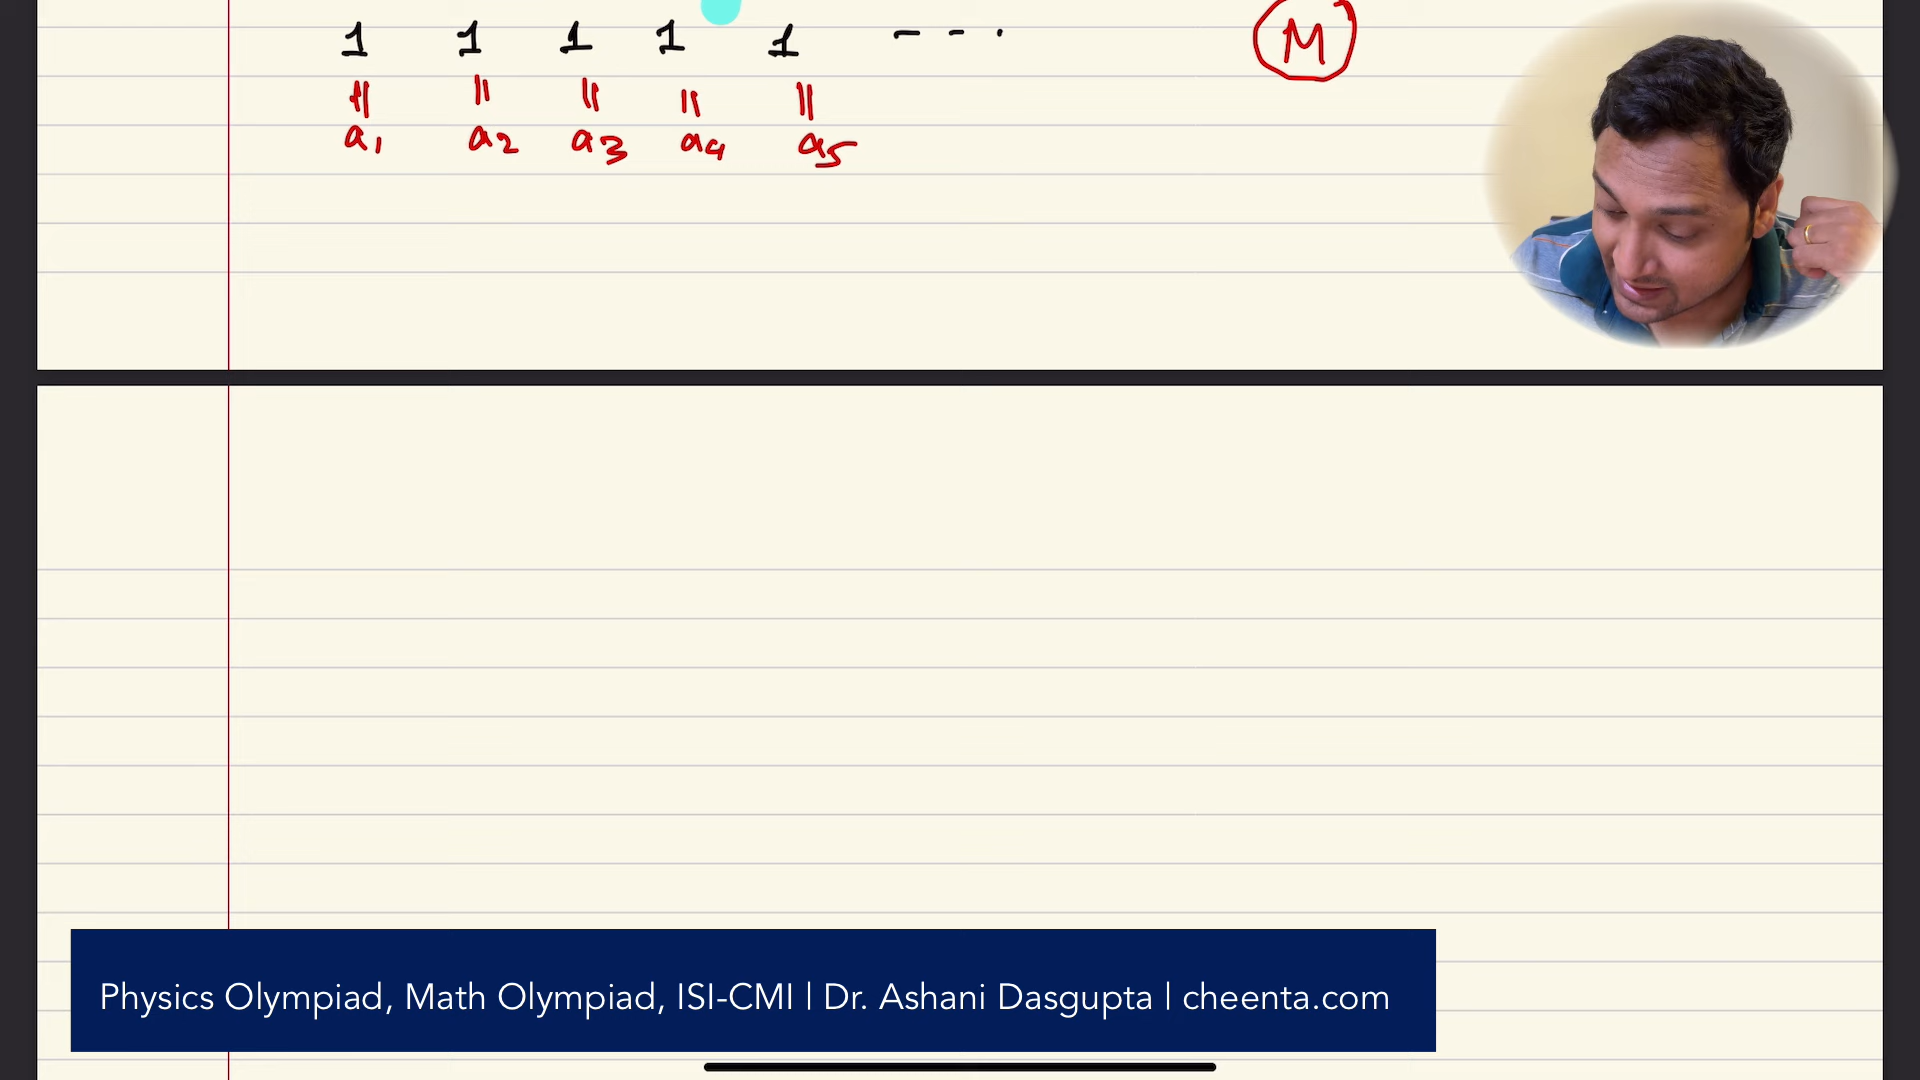 1 1 1 1 1 - - .
M
|| || || || ||
a1 a2 a3 a4 a5
Physics Olympiad, Math Olympiad, ISI-CMI | Dr. Ashani Dasgupta | cheenta.com